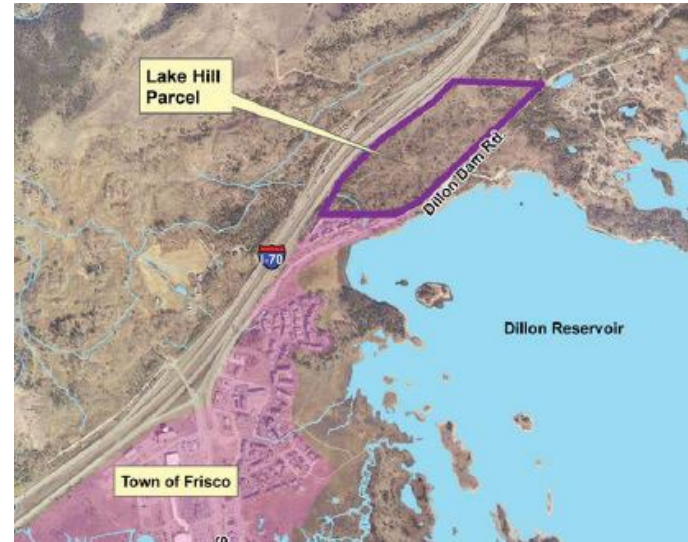 Lake Hill
Parcel
Dillon Dam Rd
I-70
Dillon Reservoir
Town of Frisco
S